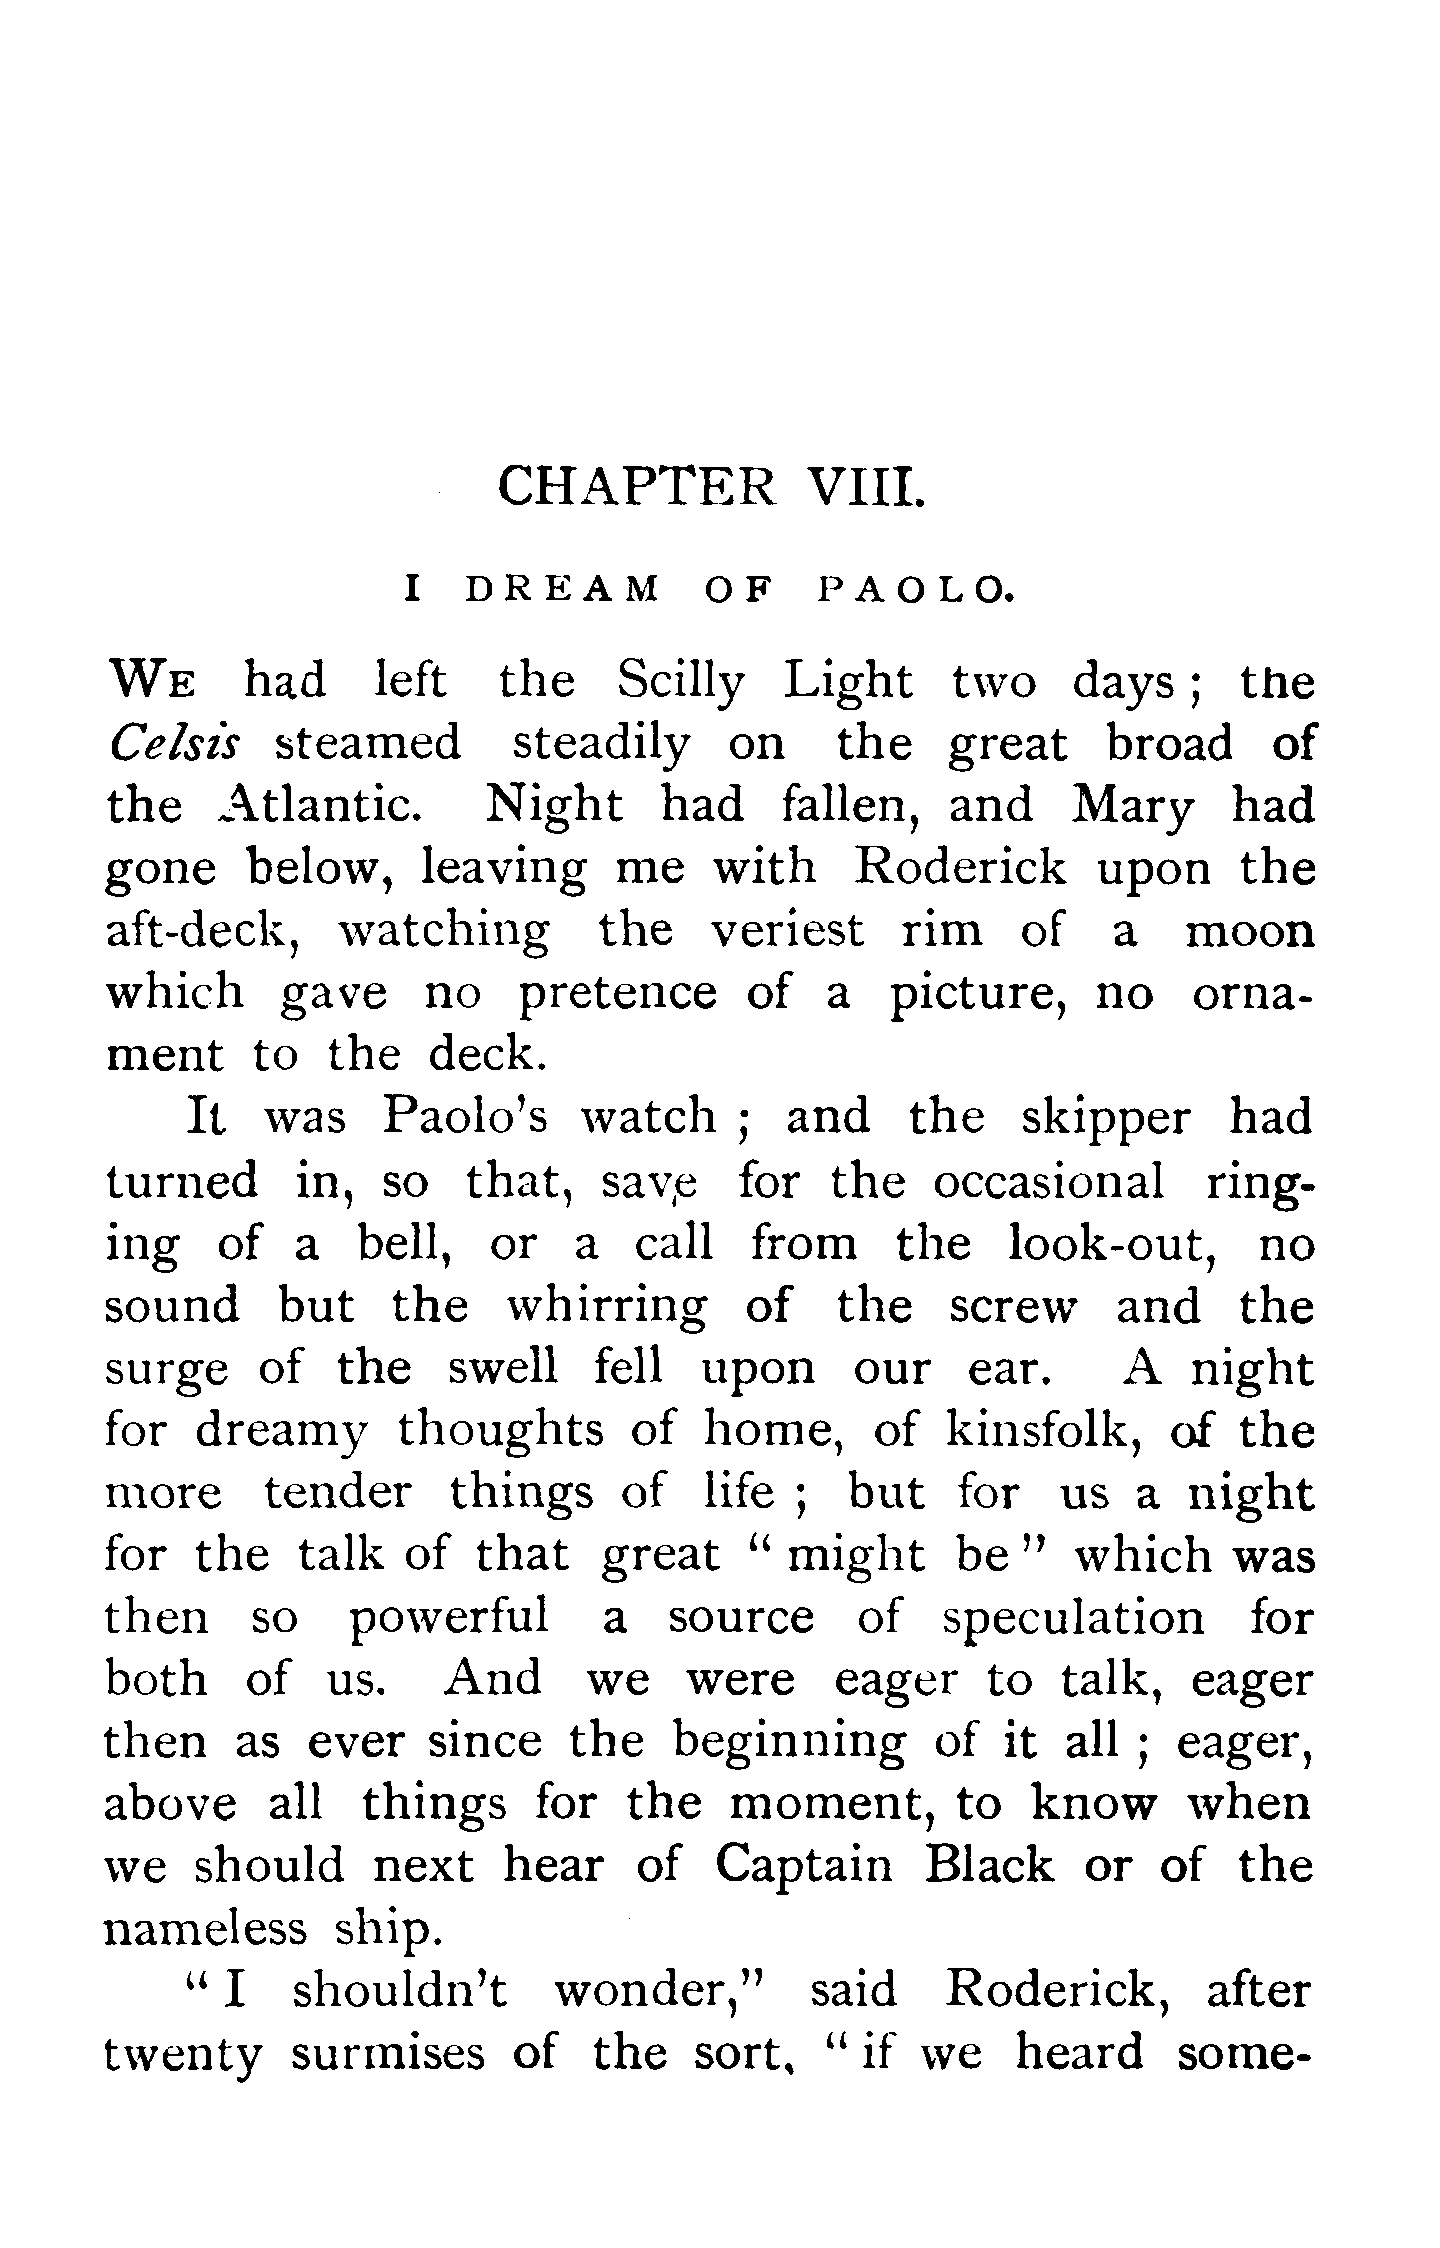 CHAPTER VIII.
I DREAM OF PAOLO.
WE had left the Scilly Light two days ; the
Celsis steamed steadily on the great broad of
the Atlantic. Night had fallen, and Mary had
gone below, leaving me with Roderick upon the
aft-deck, watching the veriest rim of a moon
which gave no pretence of a picture, no orna-
ment to the deck.
It was Paolo's watch ; and the skipper had
turned in, so that, save for the occasional ring-
ing of a bell, or a call from the look-out, no
sound but the whirring of the screw and the
surge of the swell fell upon our ear. A night
for dreamy thoughts of home, of kinsfolk, of the
more tender things of life ; but for us a night
for the talk of that great " might be " which was
then so powerful a source of speculation for
both of us. And we were eager to talk, eager
then as ever since the beginning of it all ; eager,
above all things for the moment, to know when
we should next hear of Captain Black or of the
nameless ship.
" I shouldn't wonder," said Roderick, after
twenty surmises of the sort, " if we heard some-